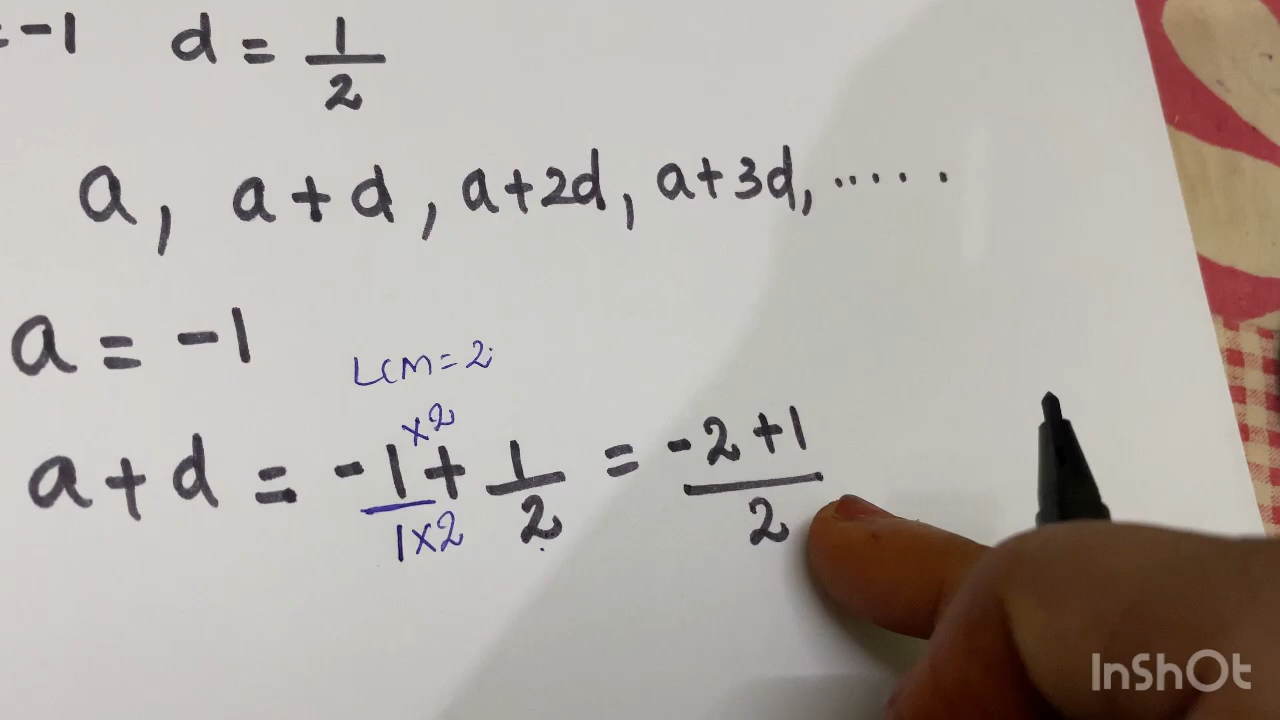 =-1 d = 1/2
a, a+d, a+2d, a+3d, .....
a = -1
LCM = 2
a+d = -1×2/1×2 + 1/2 = -2+1/2
InShOt